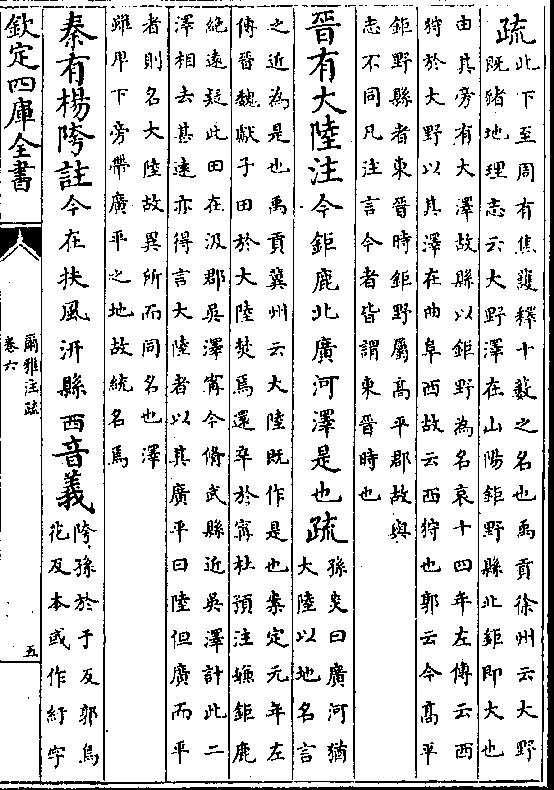 疏此下至周有焦護釋十藪之名也禹貢徐州云大野
既豬地理志云大野澤在山陽鉅野縣北鉅即大也
由其旁有大澤故縣以鉅野為名哀十四年左傳云西
狩於大野以其澤在曲阜西故云西狩也郭云今高平
鉅野縣者東晉時鉅野屬高平郡故與
志不同凡注言今者皆謂東晉時也
晉有大陸注今鉅鹿北廣河澤是也疏孫炎曰廣河猶
大陸以地名言
之近為是也禹貢冀州云大陸既作是也案定元年左
傳晉魏獻子田於大陸焚焉還卒於甯杜預注嫌鉅鹿
絶遠疑此田在汲郡吳澤甯今脩武縣近吳澤計此二
澤相去甚遠亦得言大陸者以其廣平曰陸但廣而平
者則名大陸故異所而同名也澤
雖卑下旁帶廣平之地故統名焉
秦有楊陓註今在扶風汧縣西音義陓孫於于反郭烏
花反本或作紆字
欽定四庫全書
爾雅注疏
卷六
五